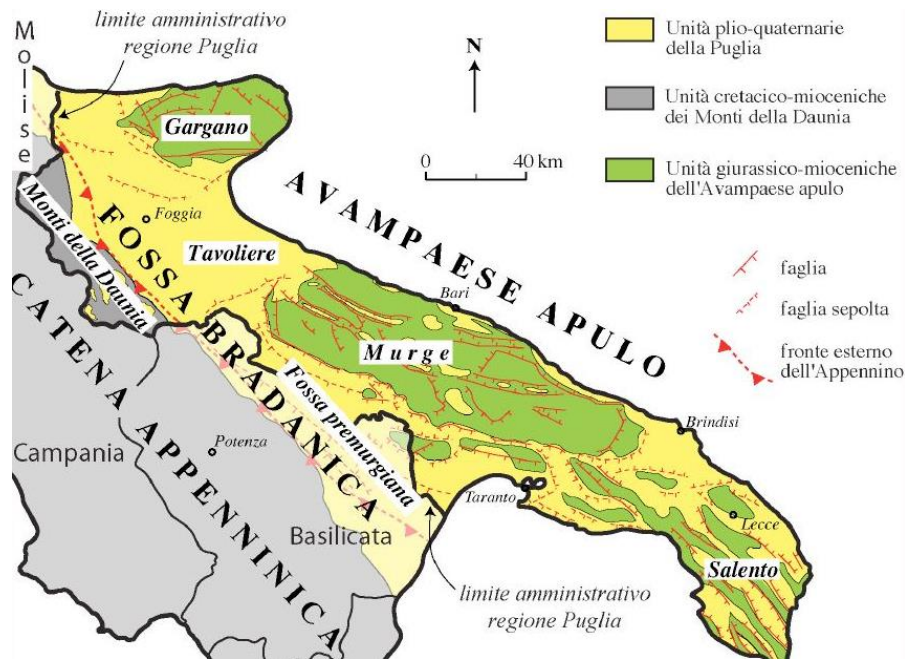 Molise
limite amministrativo
regione Puglia
N
0 40 km
Unità plio-quaternarie
della Puglia
Unità cretacico-mioceniche
dei Monti della Daunia
Unità giurassico-mioceniche
dell'Avampaese apulo
faglia
faglia sepolta
fronte esterno
dell'Appennino
Gargano
AVAMPAESE APULO
Foggia
Monti della Daunia
FOSSA BRADANICA
Tavoliere
CATENA APPENNINICA
Bari
Murge
Fossa premurgiana
Brindisi
Potenza
Campania
Taranto
Basilicata
Lecce
Salento
limite amministrativo
regione Puglia